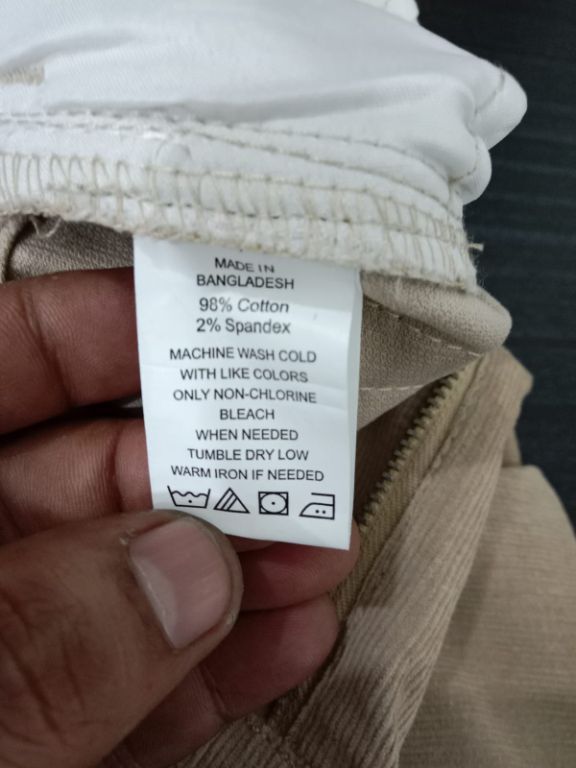 MADE IN
BANGLADESH
98% Cotton
2% Spandex
MACHINE WASH COLD
WITH LIKE COLORS
ONLY NON-CHLORINE
BLEACH
WHEN NEEDED
TUMBLE DRY LOW
WARM IRON IF NEEDED